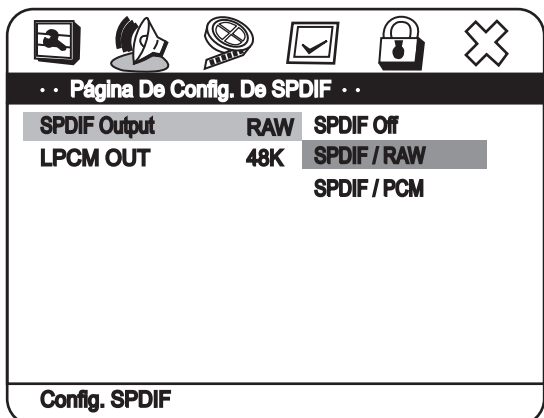 ·· Página De Config. De SPDIF ··
SPDIF Output RAW SPDIF Off
LPCM OUT 48K SPDIF / RAW
SPDIF / PCM
Config. SPDIF